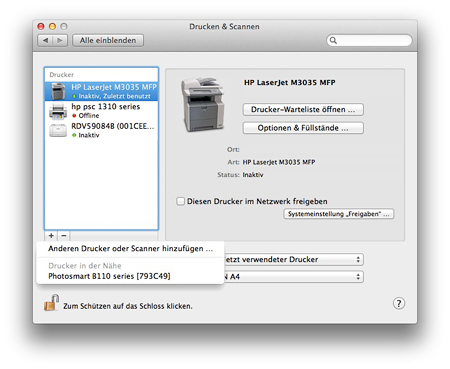 Drucken & Scannen
Alle einblenden
Drucker
HP LaserJet M3035 MFP
Inaktiv, Zuletzt benutzt
hp psc 1310 series
Offline
RDV59084B (001CEE…
Inaktiv
HP LaserJet M3035 MFP
Drucker-Warteliste öffnen …
Optionen & Füllstände …
Ort:
Art: HP LaserJet M3035 MFP
Status: Inaktiv
Diesen Drucker im Netzwerk freigeben
Systemeinstellung „Freigaben“ …
+ −
Anderen Drucker oder Scanner hinzufügen …
Drucker in der Nähe
Photosmart B110 series [793C49]
verwendeter Drucker
A4
Zum Schützen auf das Schloss klicken.
?